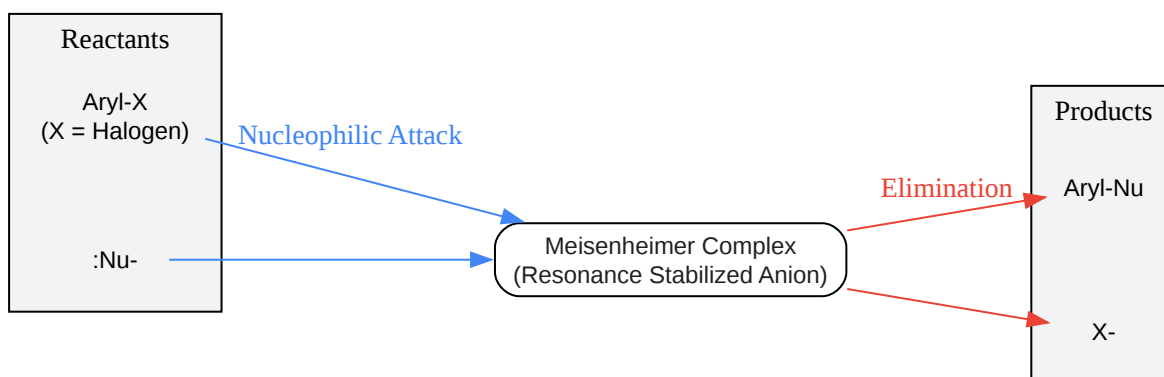 Reactants
Aryl-X
(X = Halogen)
:Nu-
Nucleophilic Attack
Meisenheimer Complex
(Resonance Stabilized Anion)
Elimination
Products
Aryl-Nu
X-